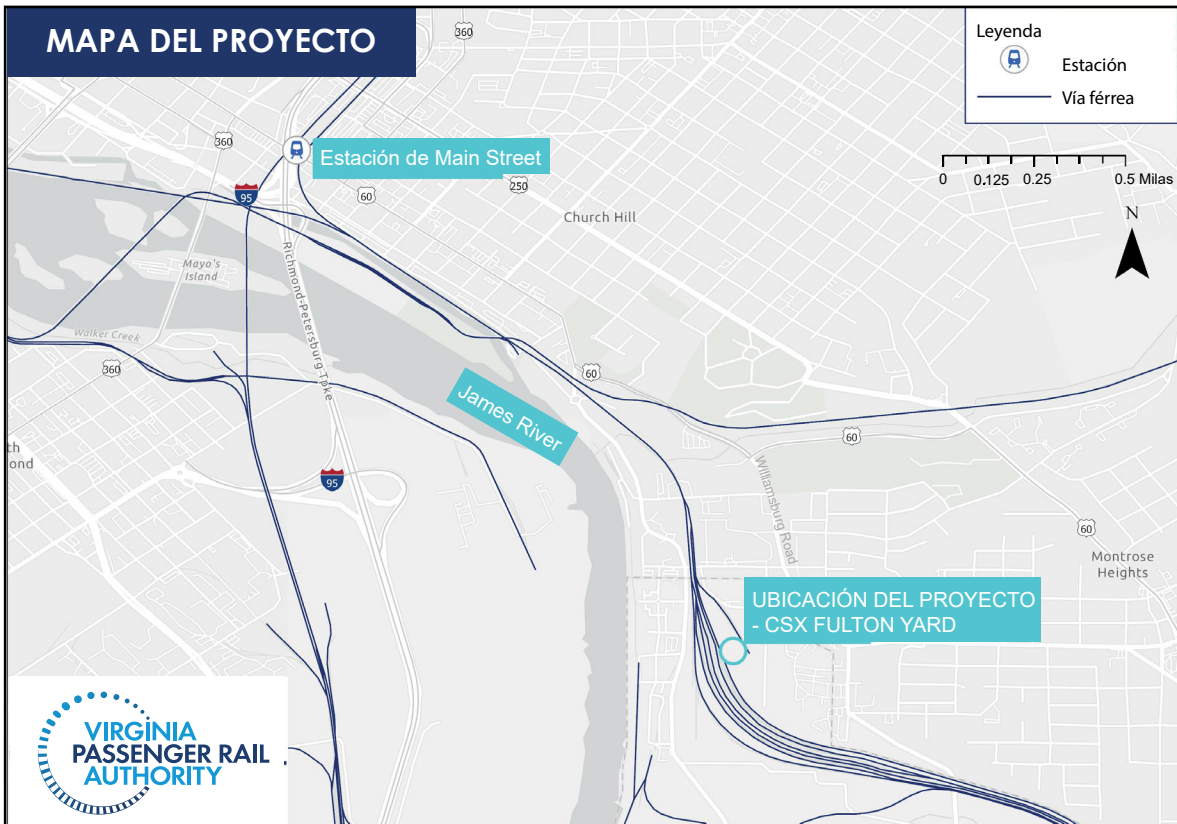 MAPA DEL PROYECTO
Leyenda
Estación
Vía férrea
0 0.125 0.25 0.5 Milas
N
360
360
Estación de Main Street
95
60
250
Church Hill
Mayo's
Island
Richmond-Petersburg Tpke
Walker Creek
360
60
James River
60
th
ond
95
Williamsburg Road
60
Montrose
Heights
UBICACIÓN DEL PROYECTO
- CSX FULTON YARD
VIRGINIA
PASSENGER RAIL
AUTHORITY